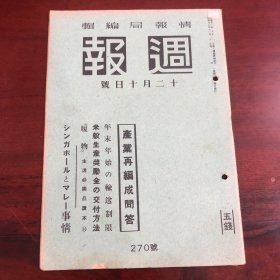 情報局編輯
週報
十二月十日號
産業再編成問答
年末年始の輸送制限
米穀生産奬勵金の交付方法
暖物
シンガポールとマレー事情
五錢
270號